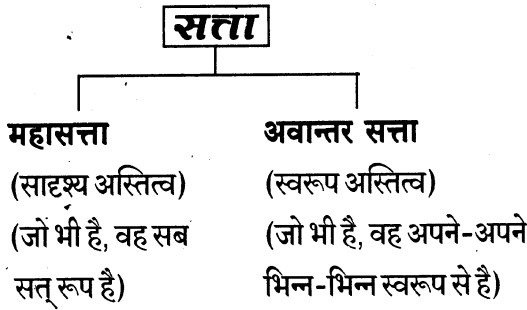 सत्ता
महासत्ता
(सादृश्य अस्तित्व)
(जो भी है, वह सब
सत् रूप है)
अवान्तर सत्ता
(स्वरूप अस्तित्व)
(जो भी है, वह अपने-अपने
भिन्न-भिन्न स्वरूप से है)